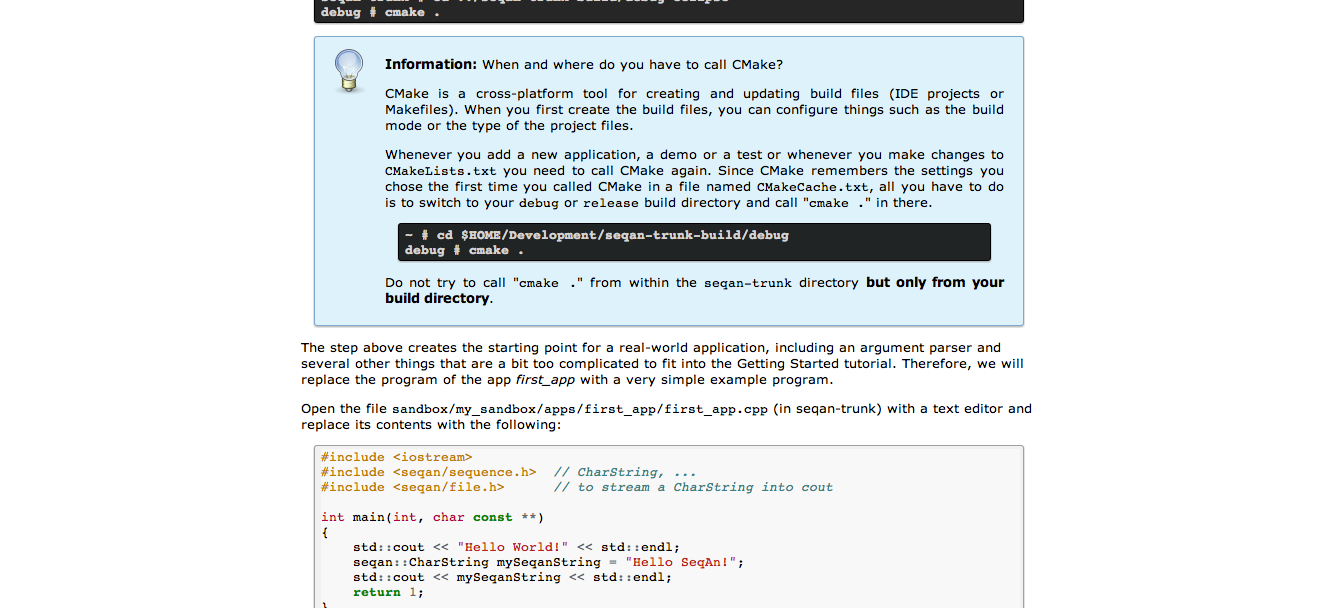 debug # cmake .
Information: When and where do you have to call CMake?
CMake is a cross-platform tool for creating and updating build files (IDE projects or
Makefiles). When you first create the build files, you can configure things such as the build
mode or the type of the project files.
Whenever you add a new application, a demo or a test or whenever you make changes to
CMakeLists.txt you need to call CMake again. Since CMake remembers the settings you
chose the first time you called CMake in a file named CMakeCache.txt, all you have to do
is to switch to your debug or release build directory and call "cmake ." in there.
~ # cd $HOME/Development/seqan-trunk-build/debug
debug # cmake .
Do not try to call "cmake ." from within the seqan-trunk directory but only from your
build directory.
The step above creates the starting point for a real-world application, including an argument parser and
several other things that are a bit too complicated to fit into the Getting Started tutorial. Therefore, we will
replace the program of the app first_app with a very simple example program.
Open the file sandbox/my_sandbox/apps/first_app/first_app.cpp (in seqan-trunk) with a text editor and
replace its contents with the following:
#include <iostream>
#include <seqan/sequence.h>  // CharString, ...
#include <seqan/file.h>      // to stream a CharString into cout
int main(int, char const **)
{
    std::cout << "Hello World!" << std::endl;
    seqan::CharString mySeqanString = "Hello SeqAn!";
    std::cout << mySeqanString << std::endl;
    return 1;
}